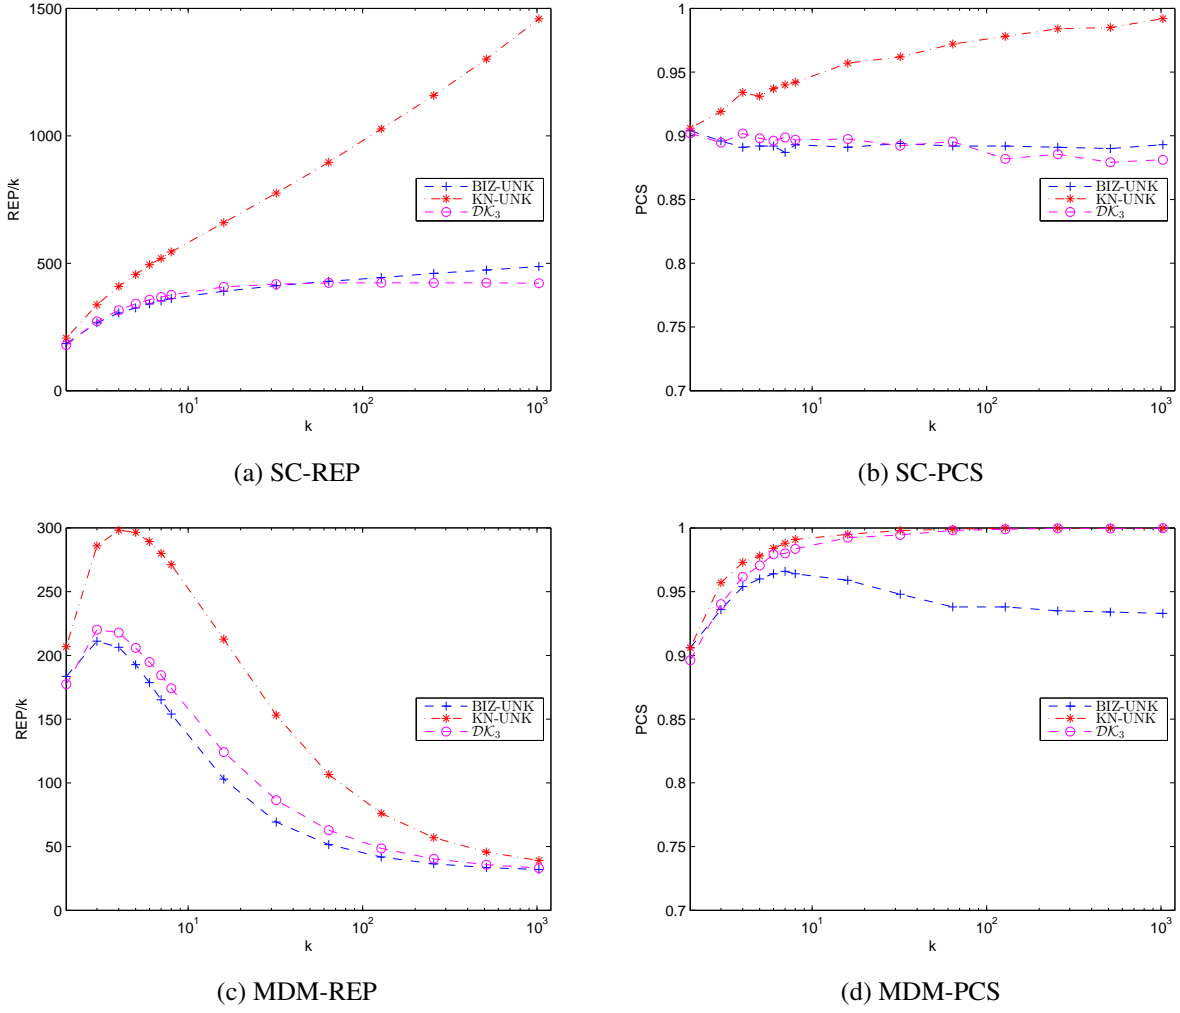 1500
1000
500
0
REP/k
10¹
10²
10³
k
BIZ-UNK
KN-UNK
𝒟𝒦₃
(a) SC-REP
1
0.95
0.9
0.85
0.8
0.75
0.7
PCS
10¹
10²
10³
k
BIZ-UNK
KN-UNK
𝒟𝒦₃
(b) SC-PCS
300
250
200
150
100
50
0
REP/k
10¹
10²
10³
k
BIZ-UNK
KN-UNK
𝒟𝒦₃
(c) MDM-REP
1
0.95
0.9
0.85
0.8
0.75
0.7
PCS
10¹
10²
10³
k
BIZ-UNK
KN-UNK
𝒟𝒦₃
(d) MDM-PCS